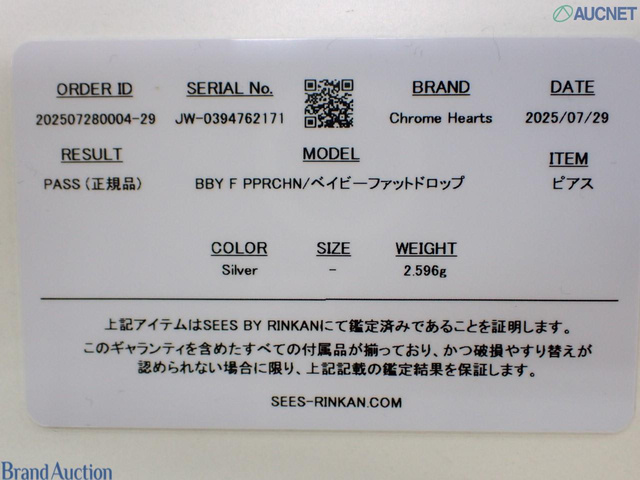 AUCNET
ORDER ID SERIAL No. BRAND DATE
202507280004-29 JW-0394762171 Chrome Hearts 2025/07/29
RESULT MODEL ITEM
PASS（正規品） BBY F PPRCHN/ベイビーファットドロップ ピアス
COLOR SIZE WEIGHT
Silver - 2.596g
上記アイテムはSEES BY RINKANにて鑑定済みであることを証明します。
このギャランティを含めたすべての付属品が揃っており、かつ破損やすり替えが
認められない場合に限り、上記記載の鑑定結果を保証します。
SEES-RINKAN.COM
Brand Auction